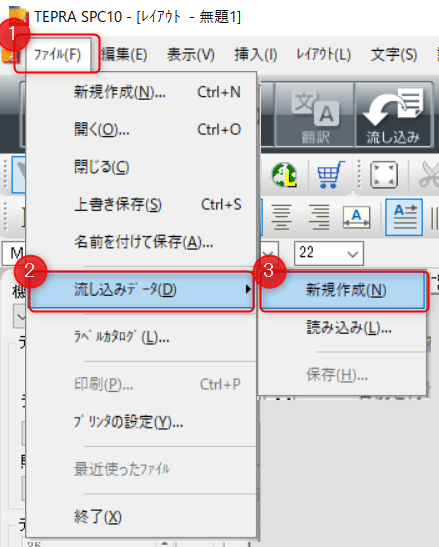 TEPRA SPC10 - [ﾚｲｱｳﾄ - 無題1]
1
ﾌｧｲﾙ(F) 編集(E) 表示(V) 挿入(I) ﾚｲｱｳﾄ(L) 文字(S)
新規作成(N)... Ctrl+N
開く(O)... Ctrl+O
閉じる(C)
上書き保存(S) Ctrl+S
名前を付けて保存(A)...
2
流し込みﾃﾞｰﾀ(D)
ﾗﾍﾞﾙｶﾀﾛｸﾞ(L)...
印刷(P)... Ctrl+P
ﾌﾟﾘﾝﾀの設定(Y)...
最近使ったﾌｧｲﾙ
終了(X)
翻訳
流し込み
A
22
3
新規作成(N)
読み込み(L)...
保存(H)...